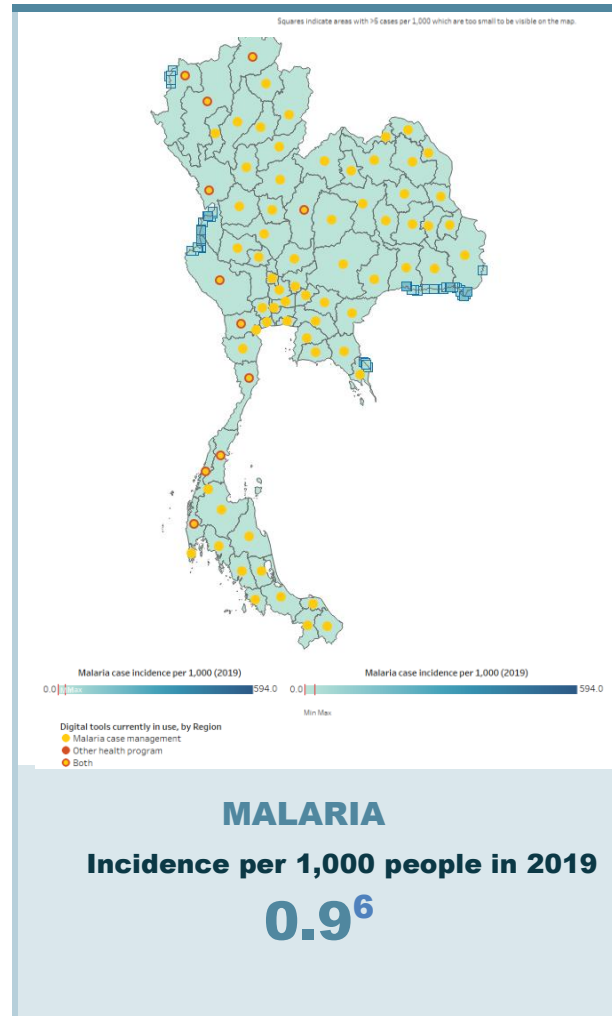 Squares indicate areas with >6 cases per 1,000 which are too small to be visible on the map.
Malaria case incidence per 1,000 (2019)
Malaria case incidence per 1,000 (2019)
0.0
Max
594.0
0.0
594.0
Min Max
Digital tools currently in use, by Region
Malaria case management
Other health program
Both
MALARIA
Incidence per 1,000 people in 2019
0.9⁶